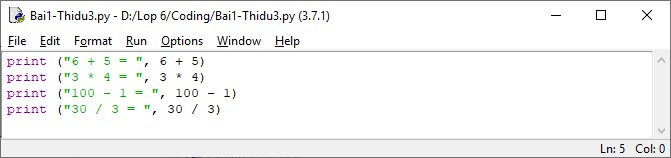 Bai1-Thidu3.py - D:/Lop 6/Coding/Bai1-Thidu3.py (3.7.1)
File Edit Format Run Options Window Help
print ("6 + 5 = ", 6 + 5)
print ("3 * 4 = ", 3 * 4)
print ("100 - 1 = ", 100 - 1)
print ("30 / 3 = ", 30 / 3)
Ln: 5 Col: 0